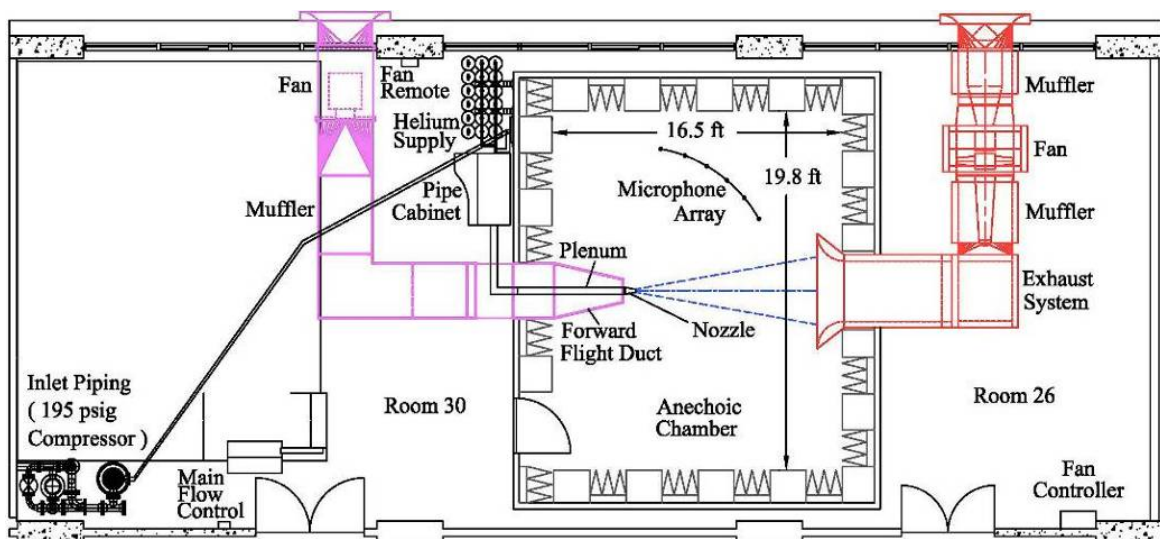 Fan
Fan
Remote
Helium
Supply
Muffler
Pipe
Cabinet
Plenum
Forward
Flight Duct
Nozzle
16.5 ft
19.8 ft
Microphone
Array
Muffler
Fan
Muffler
Exhaust
System
Inlet Piping
( 195 psig
Compressor )
Room 30
Anechoic
Chamber
Room 26
Main
Flow
Control
Fan
Controller